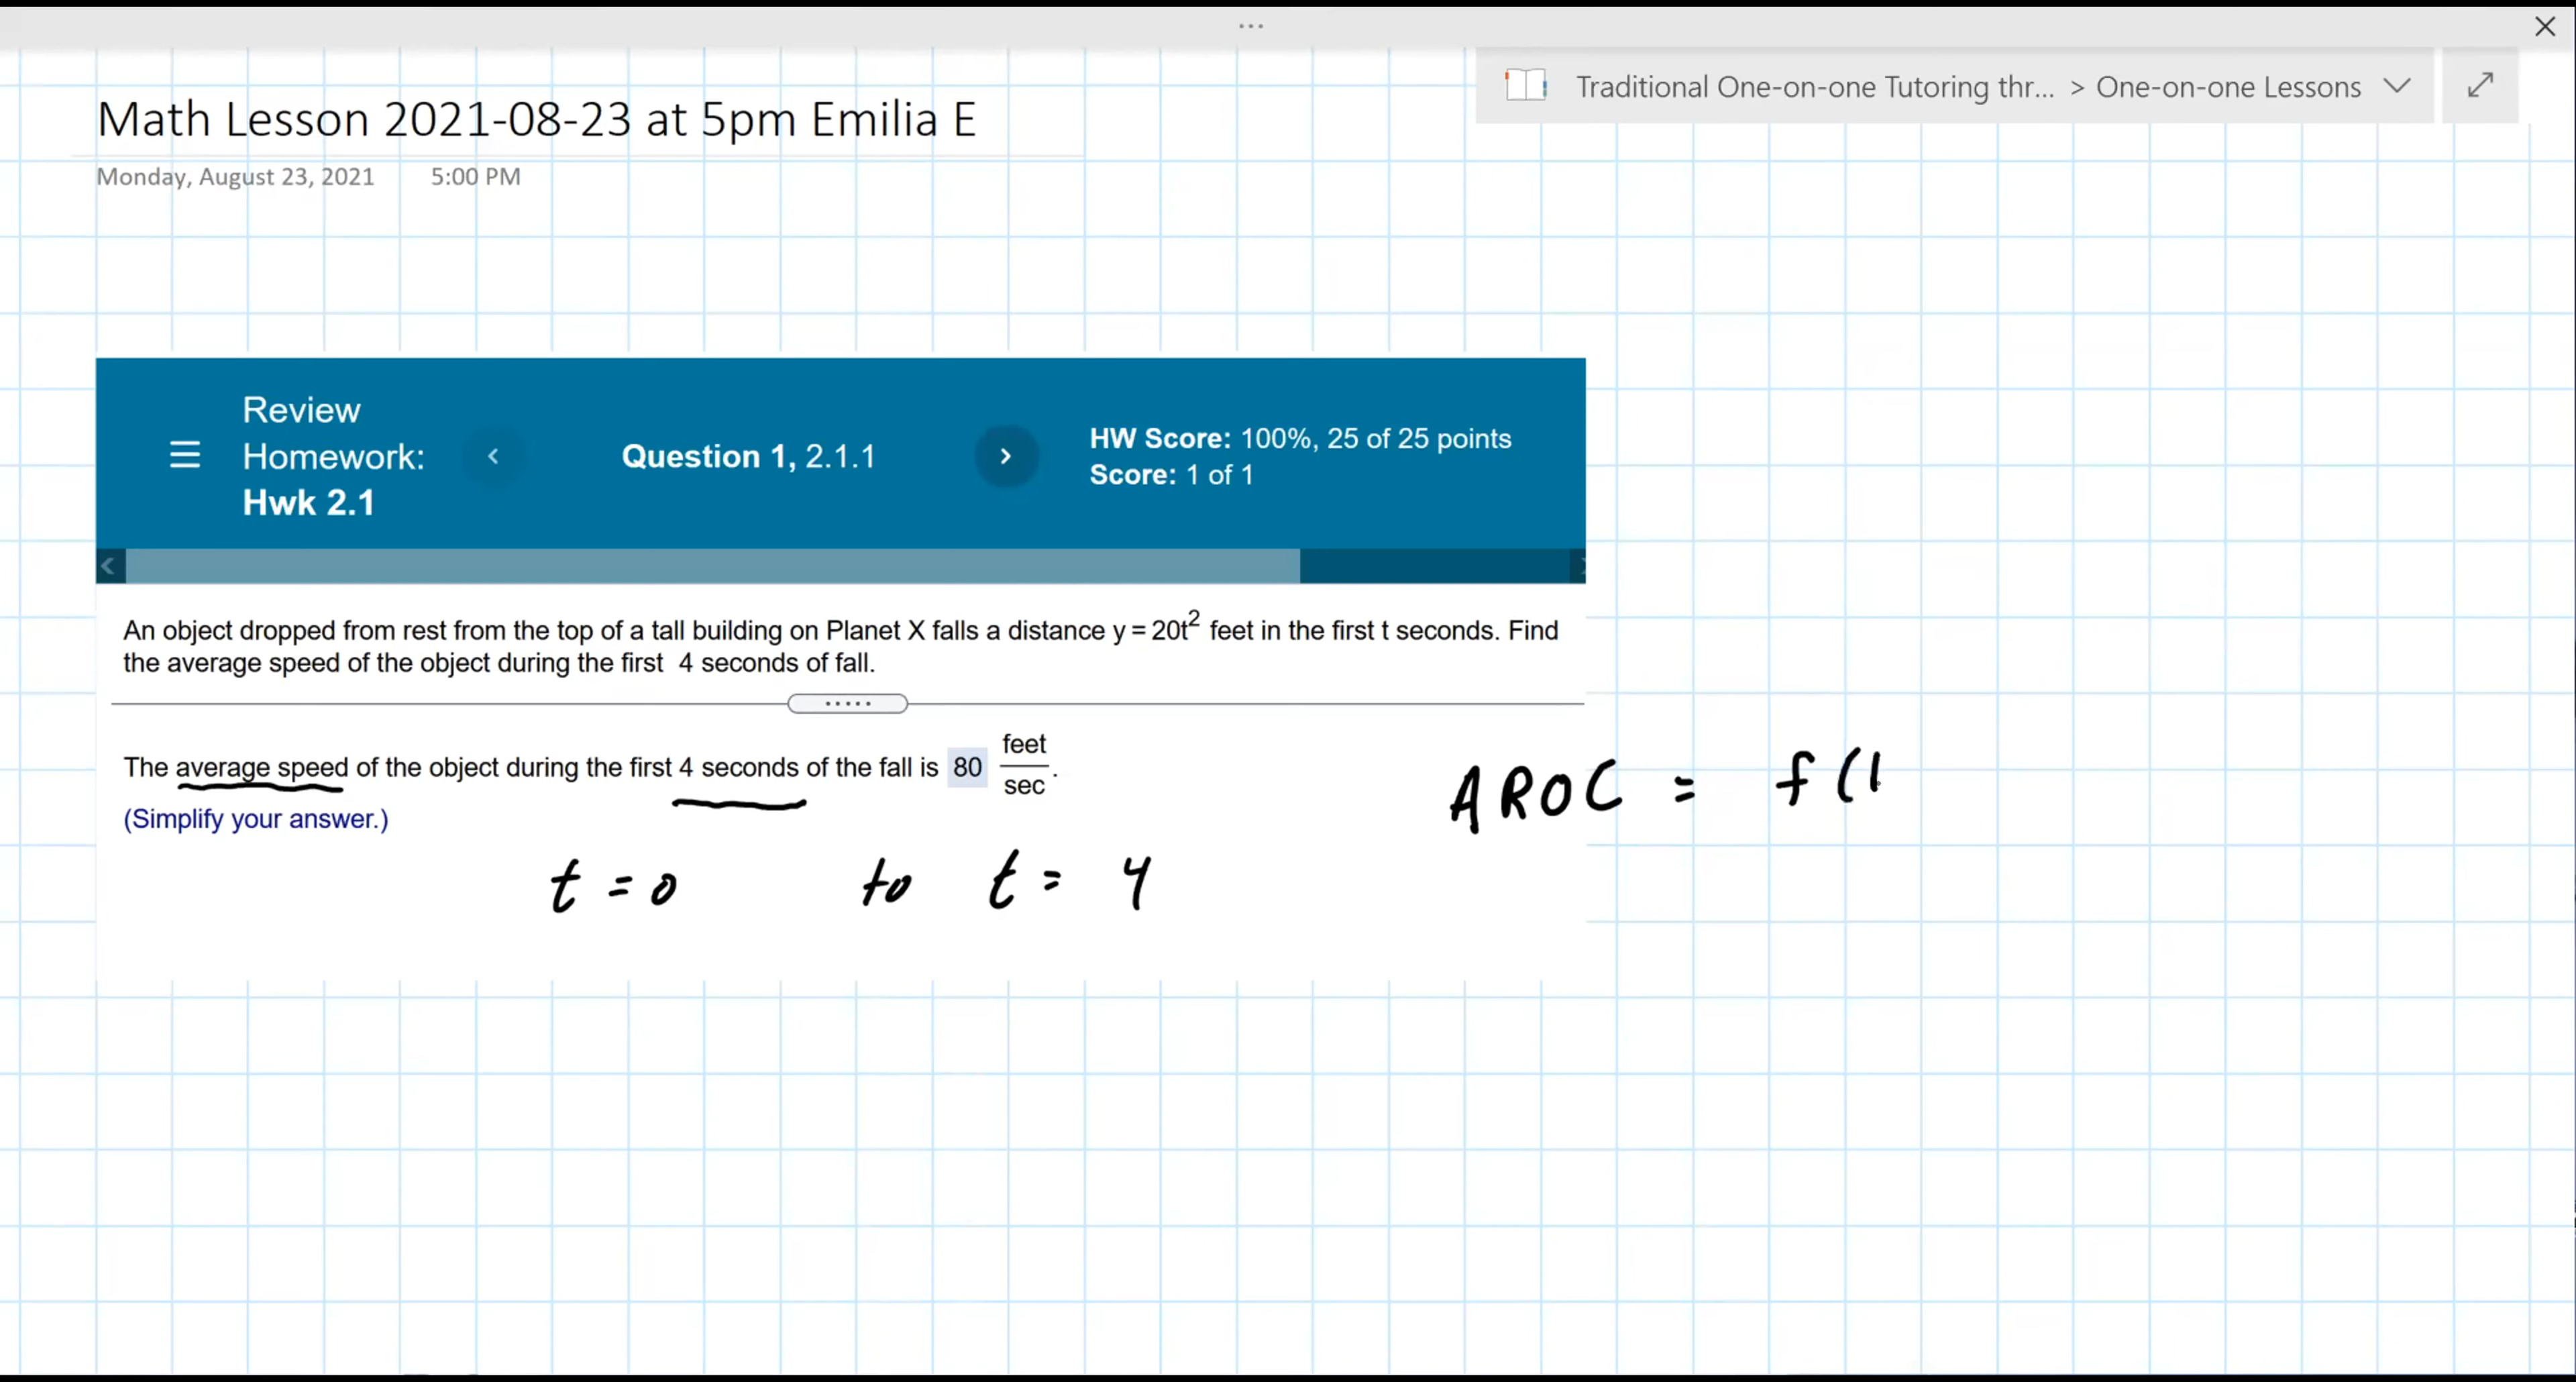 Traditional One-on-one Tutoring thr... > One-on-one Lessons
Math Lesson 2021-08-23 at 5pm Emilia E
Monday, August 23, 2021 5:00 PM
Review
Homework:
Hwk 2.1
Question 1, 2.1.1
HW Score: 100%, 25 of 25 points
Score: 1 of 1
An object dropped from rest from the top of a tall building on Planet X falls a distance y = 20t² feet in the first t seconds. Find
the average speed of the object during the first 4 seconds of fall.
The average speed of the object during the first 4 seconds of the fall is 80 feet/sec.
(Simplify your answer.)
AROC = f(
t = 0 to t = 4